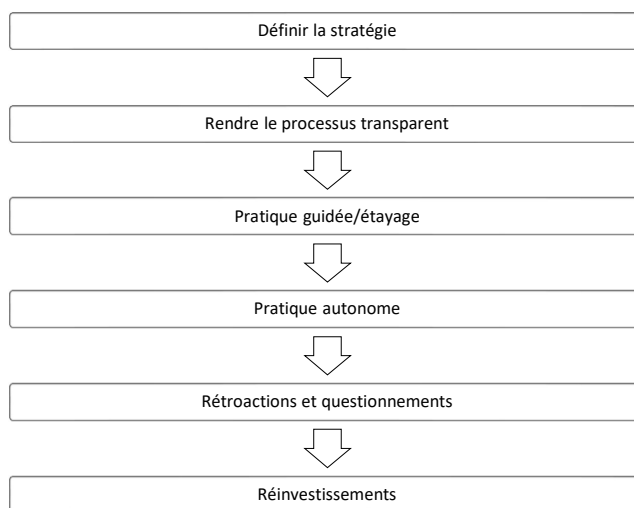 Définir la stratégie
Rendre le processus transparent
Pratique guidée/étayage
Pratique autonome
Rétroactions et questionnements
Réinvestissements